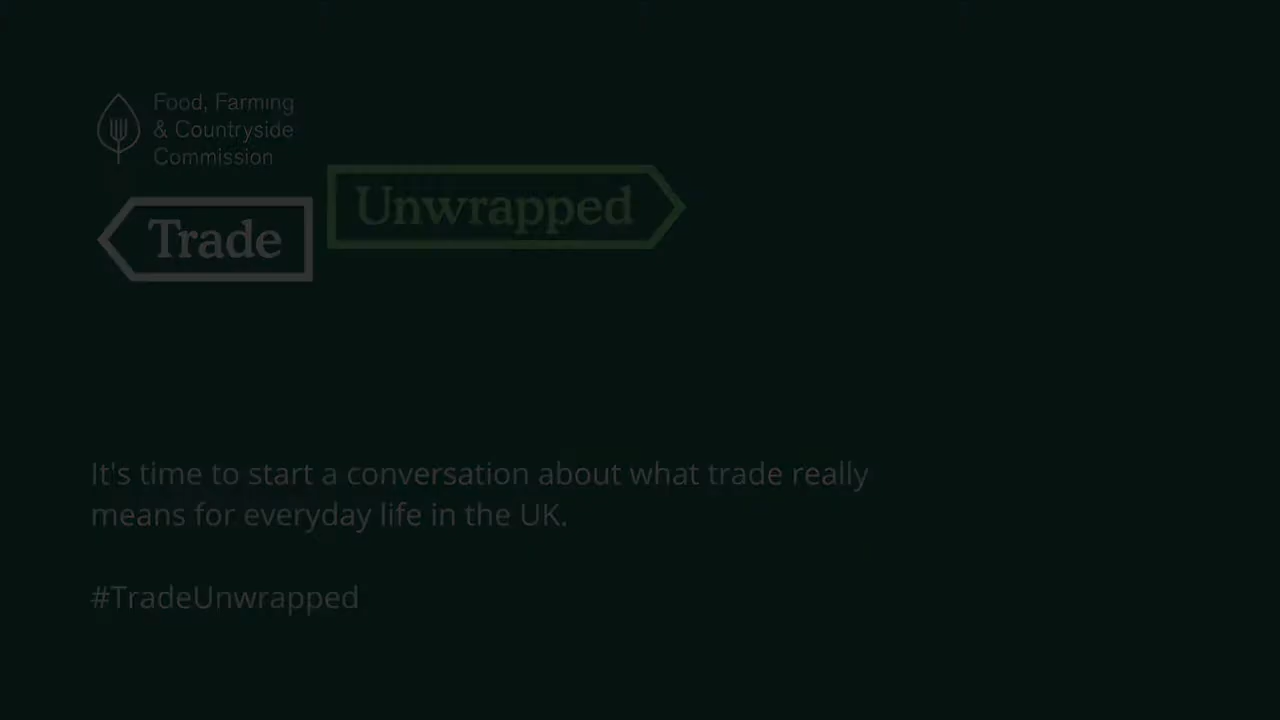 Food, Farming
& Countryside
Commission
Unwrapped
Trade
It's time to start a conversation about what trade really
means for everyday life in the UK.
#TradeUnwrapped